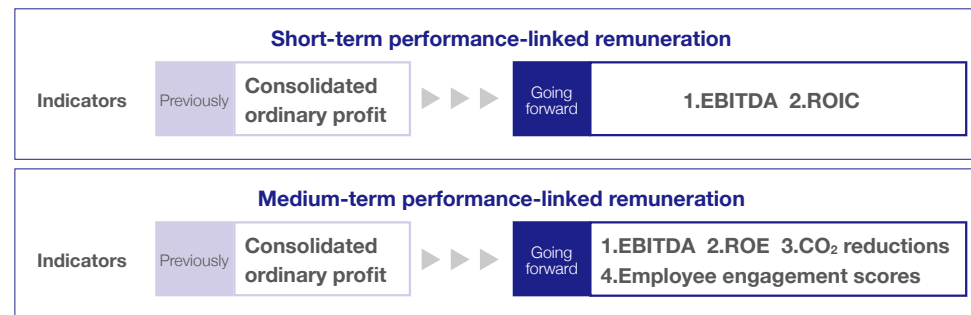 Short-term performance-linked remuneration
Indicators
Previously
Consolidated
ordinary profit
Going
forward
1.EBITDA 2.ROIC
Medium-term performance-linked remuneration
Indicators
Previously
Consolidated
ordinary profit
Going
forward
1.EBITDA 2.ROE 3.CO₂ reductions
4.Employee engagement scores